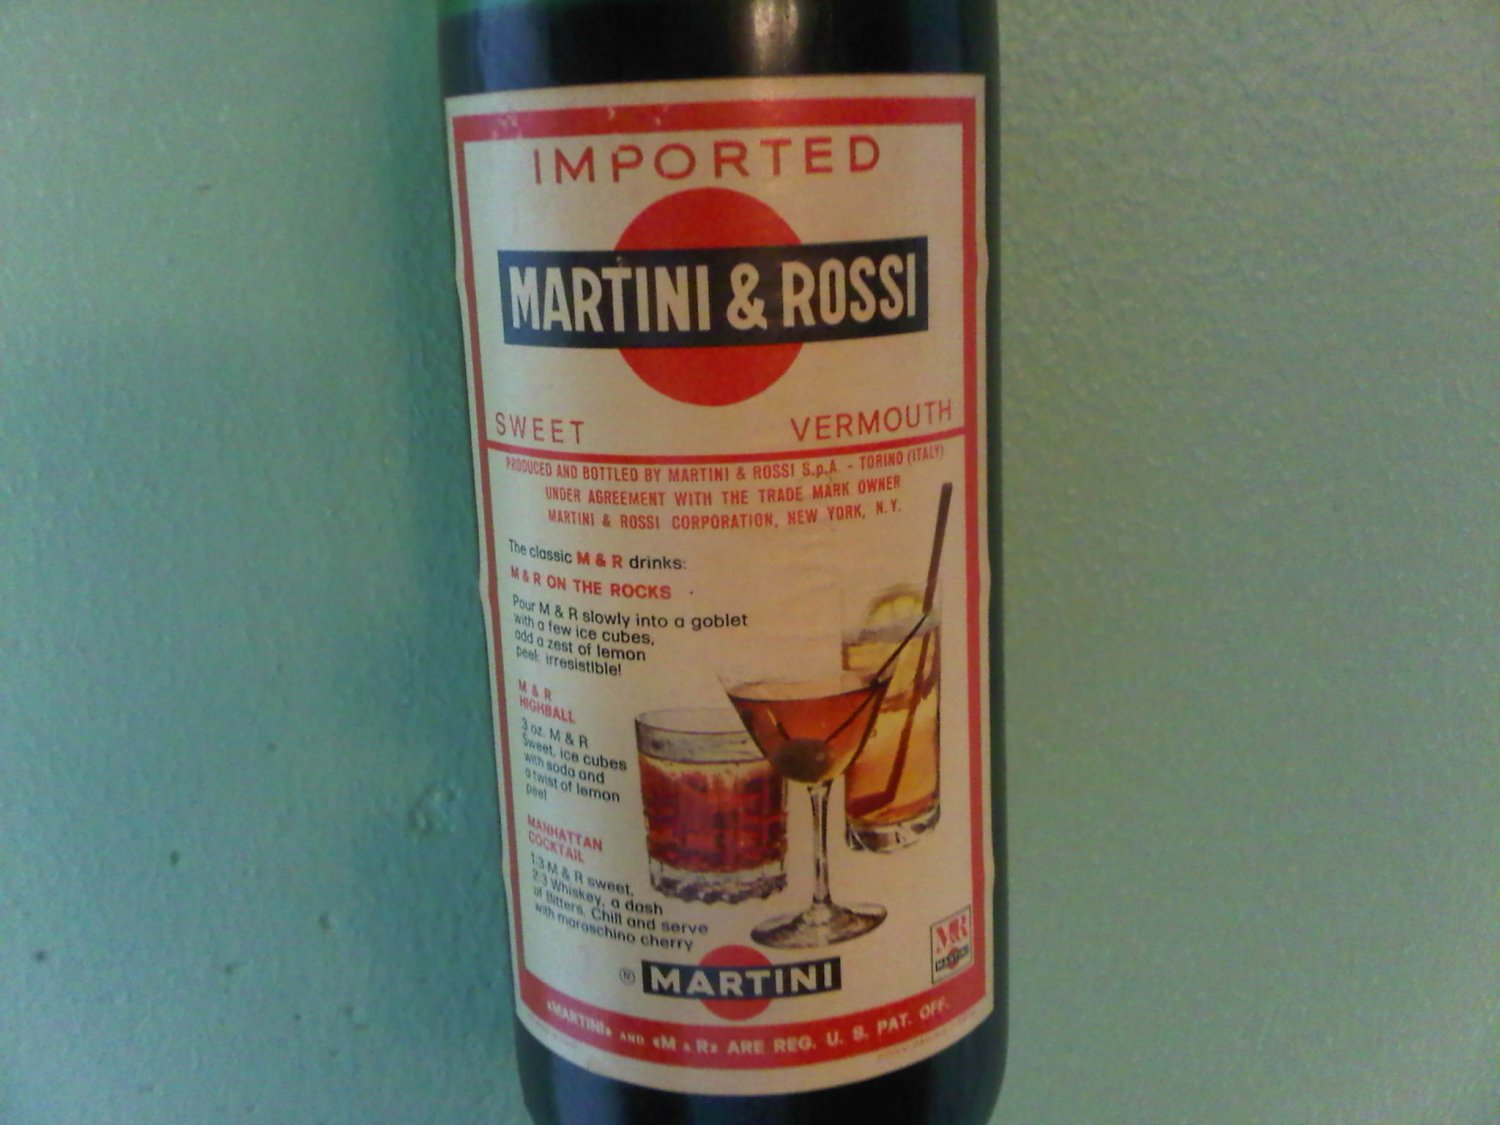 IMPORTED
MARTINI & ROSSI
SWEET VERMOUTH
PRODUCED AND BOTTLED BY MARTINI & ROSSI S.p.A. - TORINO (ITALY)
UNDER AGREEMENT WITH THE TRADE MARK OWNER
MARTINI & ROSSI CORPORATION, NEW YORK, N.Y.
The classic M & R drinks:
M & R ON THE ROCKS
Pour M & R slowly into a goblet
with a few ice cubes,
add a zest of lemon
peel: irresistible!
M & R
HIGHBALL
3 oz. M & R
Sweet, ice cubes
with soda and
a twist of lemon
peel
MANHATTAN
COCKTAIL
1/3 M & R sweet,
2/3 Whiskey, a dash
of Bitters. Chill and serve
with maraschino cherry
M&R
MARTINI
® MARTINI
«MARTINI» AND «M & R» ARE REG. U. S. PAT. OFF.